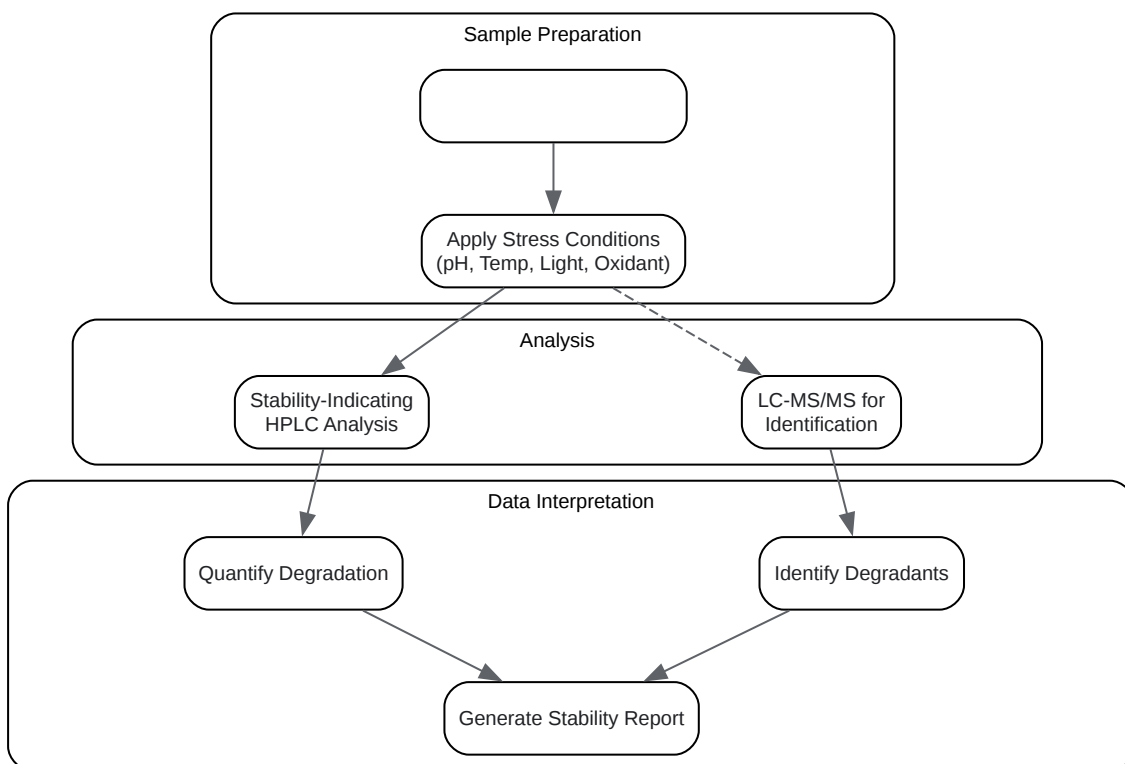 Sample Preparation
Apply Stress Conditions
(pH, Temp, Light, Oxidant)
Analysis
Stability-Indicating
HPLC Analysis
LC-MS/MS for
Identification
Data Interpretation
Quantify Degradation
Identify Degradants
Generate Stability Report